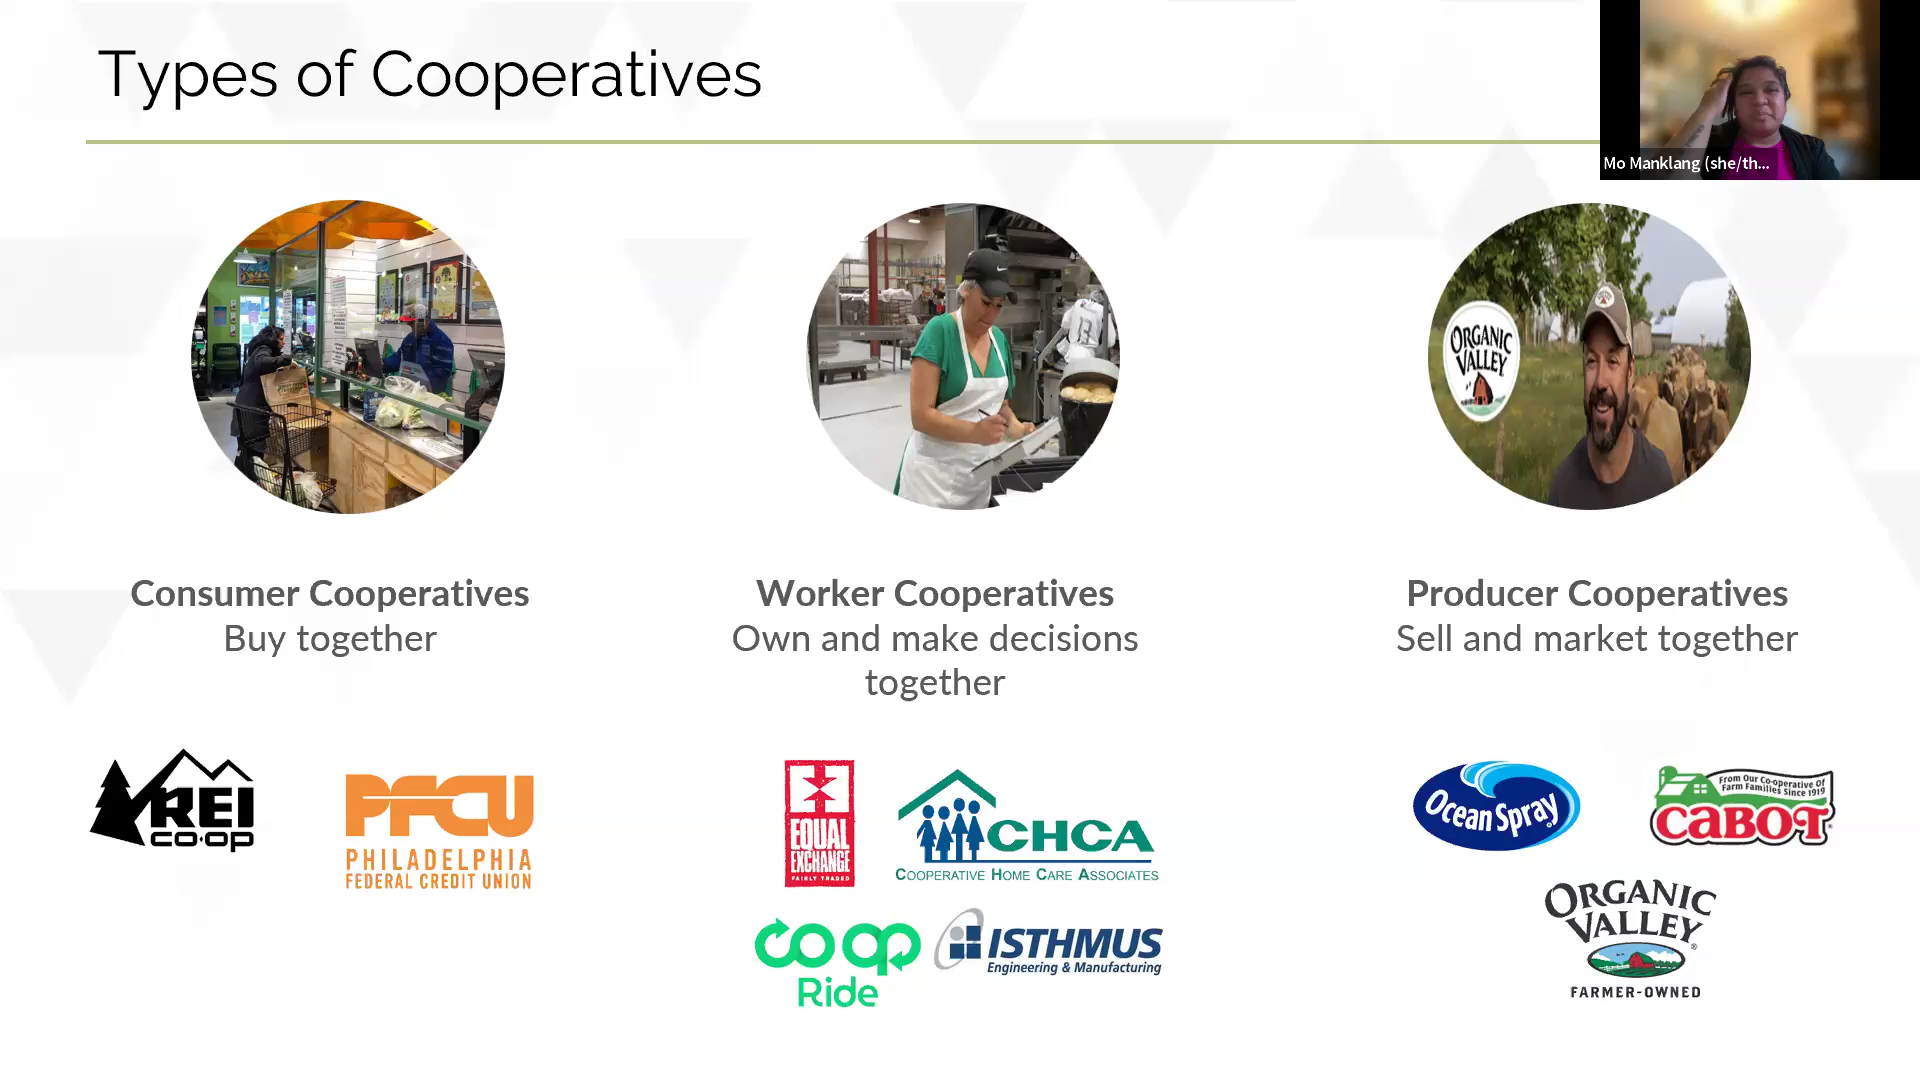 Types of Cooperatives
Mo Manklang (she/th...
ORGANIC
VALLEY
13
Consumer Cooperatives
Buy together
Worker Cooperatives
Own and make decisions
together
Producer Cooperatives
Sell and market together
REI
co·op
PFCU
PHILADELPHIA
FEDERAL CREDIT UNION
EQUAL
EXCHANGE
FAIRLY TRADED
CHCA
COOPERATIVE HOME CARE ASSOCIATES
co op
Ride
ISTHMUS
Engineering & Manufacturing
Ocean Spray®
From Our Co-operative Of
Farm Families Since 1919
CABOT®
ORGANIC
VALLEY®
FARMER-OWNED